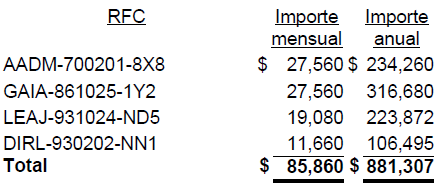 RFC Importe mensual Importe anual
AADM-700201-8X8 $ 27,560 $ 234,260
GAIA-861025-1Y2 27,560 316,680
LEAJ-931024-ND5 19,080 223,872
DIRL-930202-NN1 11,660 106,495
Total $ 85,860 $ 881,307